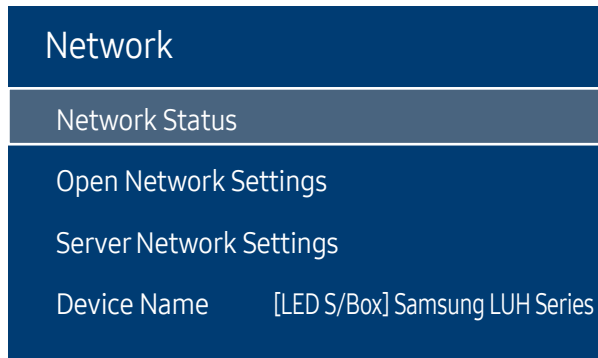 Network
Network Status
Open Network Settings
Server Network Settings
Device Name [LED S/Box] Samsung LUH Series